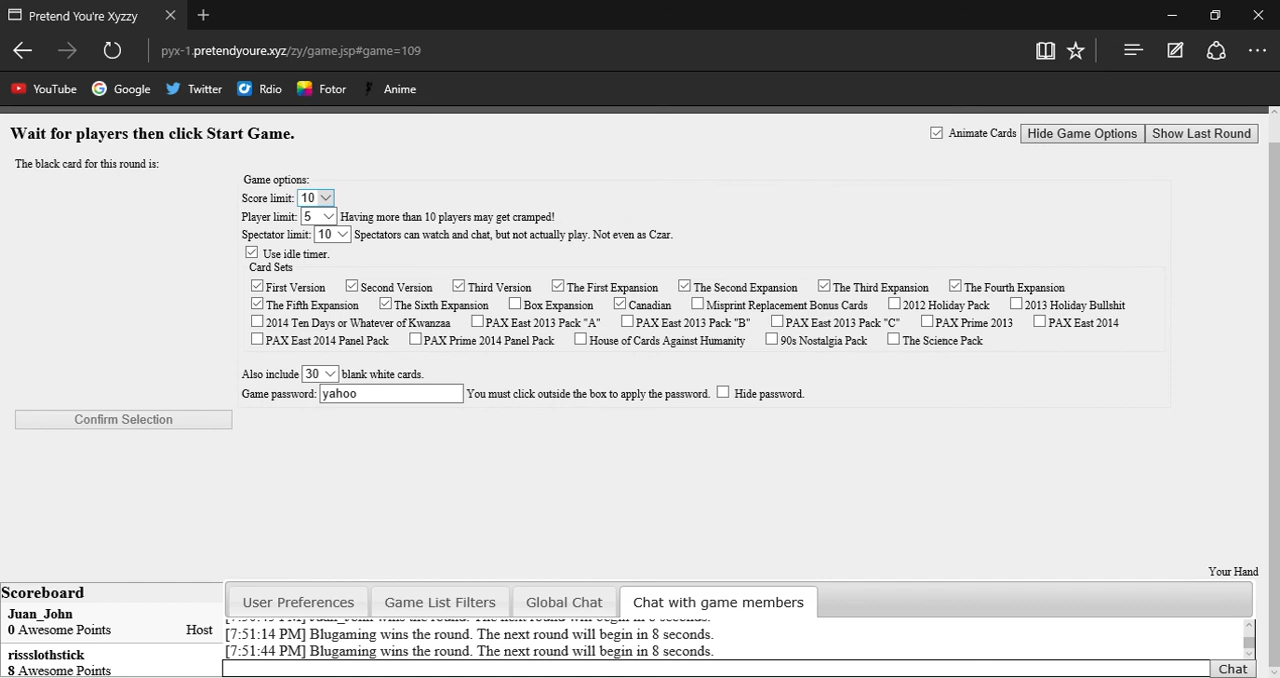 Pretend You're Xyzzy
pyx-1.pretendyoure.xyz/zy/game.jsp#game=109
YouTube Google Twitter Rdio Fotor Anime
Wait for players then click Start Game.
Animate Cards Hide Game Options Show Last Round
The black card for this round is:
Game options:
Score limit: 10
Player limit: 5 Having more than 10 players may get cramped!
Spectator limit: 10 Spectators can watch and chat, but not actually play. Not even as Czar.
Use idle timer.
Card Sets
First Version Second Version Third Version The First Expansion The Second Expansion The Third Expansion The Fourth Expansion
The Fifth Expansion The Sixth Expansion Box Expansion Canadian Misprint Replacement Bonus Cards 2012 Holiday Pack 2013 Holiday Bullshit
2014 Ten Days or Whatever of Kwanzaa PAX East 2013 Pack "A" PAX East 2013 Pack "B" PAX East 2013 Pack "C" PAX Prime 2013 PAX East 2014
PAX East 2014 Panel Pack PAX Prime 2014 Panel Pack House of Cards Against Humanity 90s Nostalgia Pack The Science Pack
Also include 30 blank white cards.
Game password: yahoo You must click outside the box to apply the password. Hide password.
Confirm Selection
Your Hand
Scoreboard
Juan_John
0 Awesome Points Host
rissslothstick
8 Awesome Points
User Preferences Game List Filters Global Chat Chat with game members
Juan_John wins the round. The next round will begin in 8 seconds.
[7:51:14 PM] Blugaming wins the round. The next round will begin in 8 seconds.
[7:51:44 PM] Blugaming wins the round. The next round will begin in 8 seconds.
Chat